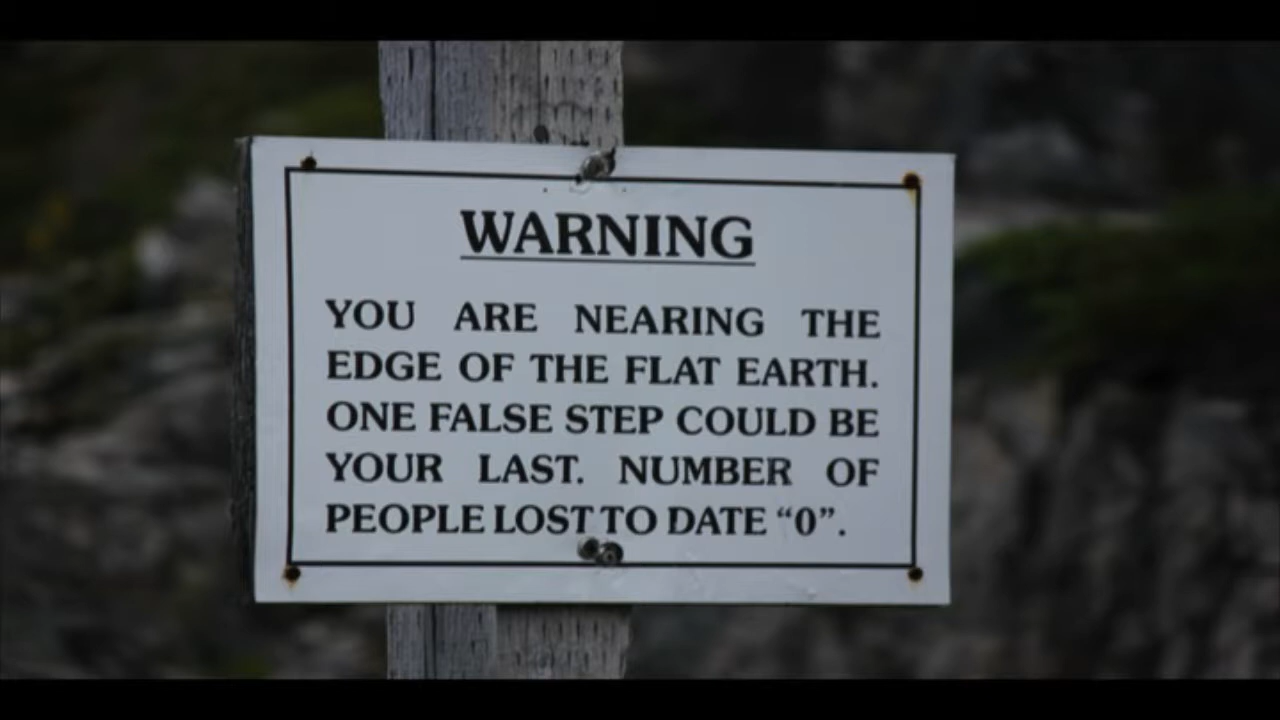 WARNING
YOU ARE NEARING THE
EDGE OF THE FLAT EARTH.
ONE FALSE STEP COULD BE
YOUR LAST. NUMBER OF
PEOPLE LOST TO DATE “0”.